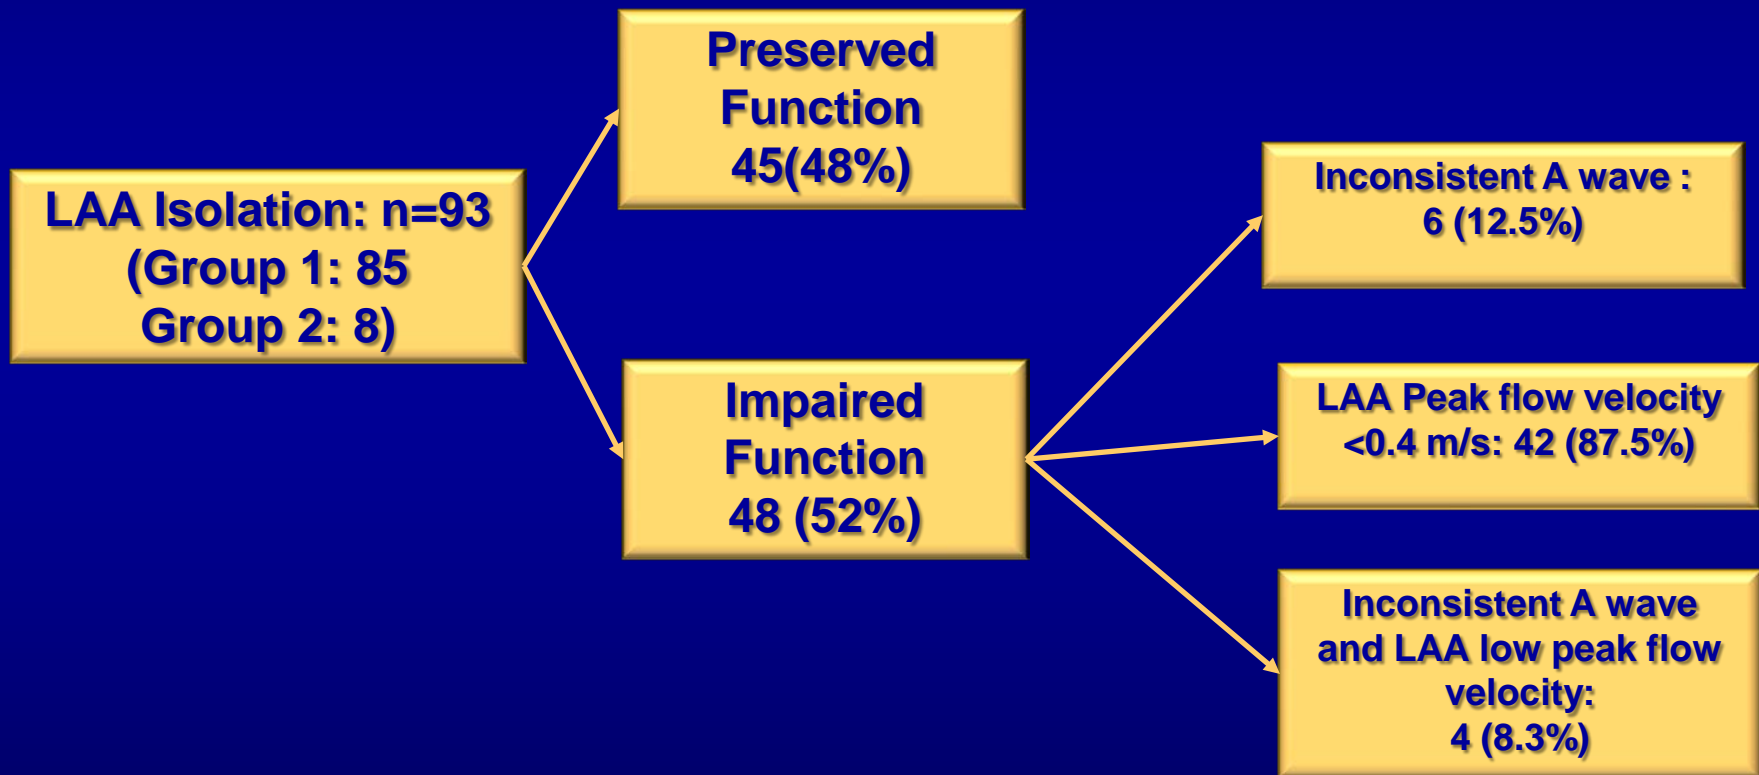 LAA Isolation: n=93
(Group 1: 85
Group 2: 8)
Preserved
Function
45(48%)
Impaired
Function
48 (52%)
Inconsistent A wave :
6 (12.5%)
LAA Peak flow velocity
<0.4 m/s: 42 (87.5%)
Inconsistent A wave
and LAA low peak flow
velocity:
4 (8.3%)